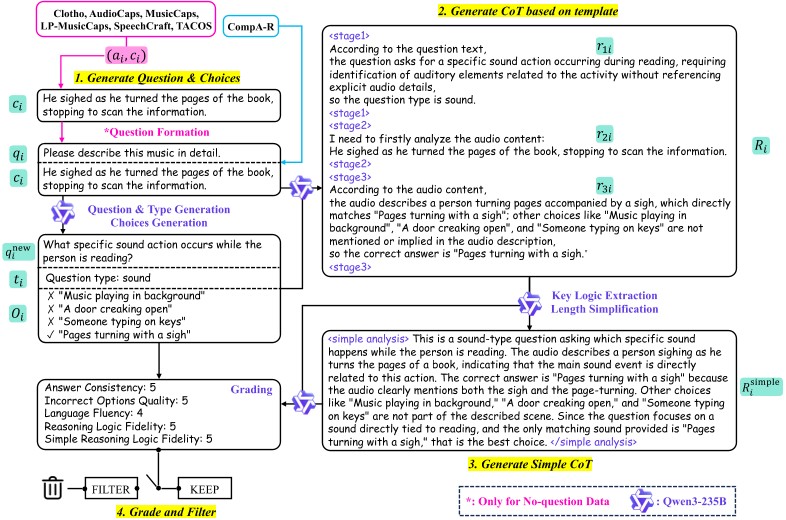 Clotho, AudioCaps, MusicCaps,
LP-MusicCaps, SpeechCraft, TACOS
CompA-R
(a_i, c_i)
1. Generate Question & Choices
c_i
He sighed as he turned the pages of the book,
stopping to scan the information.
*Question Formation
q_i
Please describe this music in detail.
c_i
He sighed as he turned the pages of the book,
stopping to scan the information.
Question & Type Generation
Choices Generation
q_i^new
What specific sound action occurs while the
person is reading?
t_i
Question type: sound
O_i
✗ "Music playing in background"
✗ "A door creaking open"
✗ "Someone typing on keys"
✓ "Pages turning with a sigh"
Answer Consistency: 5
Incorrect Options Quality: 5
Language Fluency: 4
Reasoning Logic Fidelity: 5
Simple Reasoning Logic Fidelity: 5
Grading
FILTER
KEEP
4. Grade and Filter
2. Generate CoT based on template
<stage1>
According to the question text,
r_1i
the question asks for a specific sound action occurring during reading, requiring
identification of auditory elements related to the activity without referencing
explicit audio details,
so the question type is sound.
<stage1>
<stage2>
I need to firstly analyze the audio content:
r_2i
He sighed as he turned the pages of the book, stopping to scan the information.
<stage2>
<stage3>
According to the audio content,
r_3i
the audio describes a person turning pages accompanied by a sigh, which directly
matches "Pages turning with a sigh"; other choices like "Music playing in
background", "A door creaking open", and "Someone typing on keys" are not
mentioned or implied in the audio description,
so the correct answer is "Pages turning with a sigh.`
<stage3>
R_i
Key Logic Extraction
Length Simplification
<simple analysis> This is a sound-type question asking which specific sound
happens while the person is reading. The audio describes a person sighing as he
turns the pages of a book, indicating that the main sound event is directly
related to this action. The correct answer is "Pages turning with a sigh" because
the audio clearly mentions both the sigh and the page-turning. Other choices
like "Music playing in background," "A door creaking open," and "Someone typing
on keys" are not part of the described scene. Since the question focuses on a
sound directly tied to reading, and the only matching sound provided is "Pages
turning with a sigh," that is the best choice. </simple analysis>
R_i^simple
3. Generate Simple CoT
*: Only for No-question Data
: Qwen3-235B